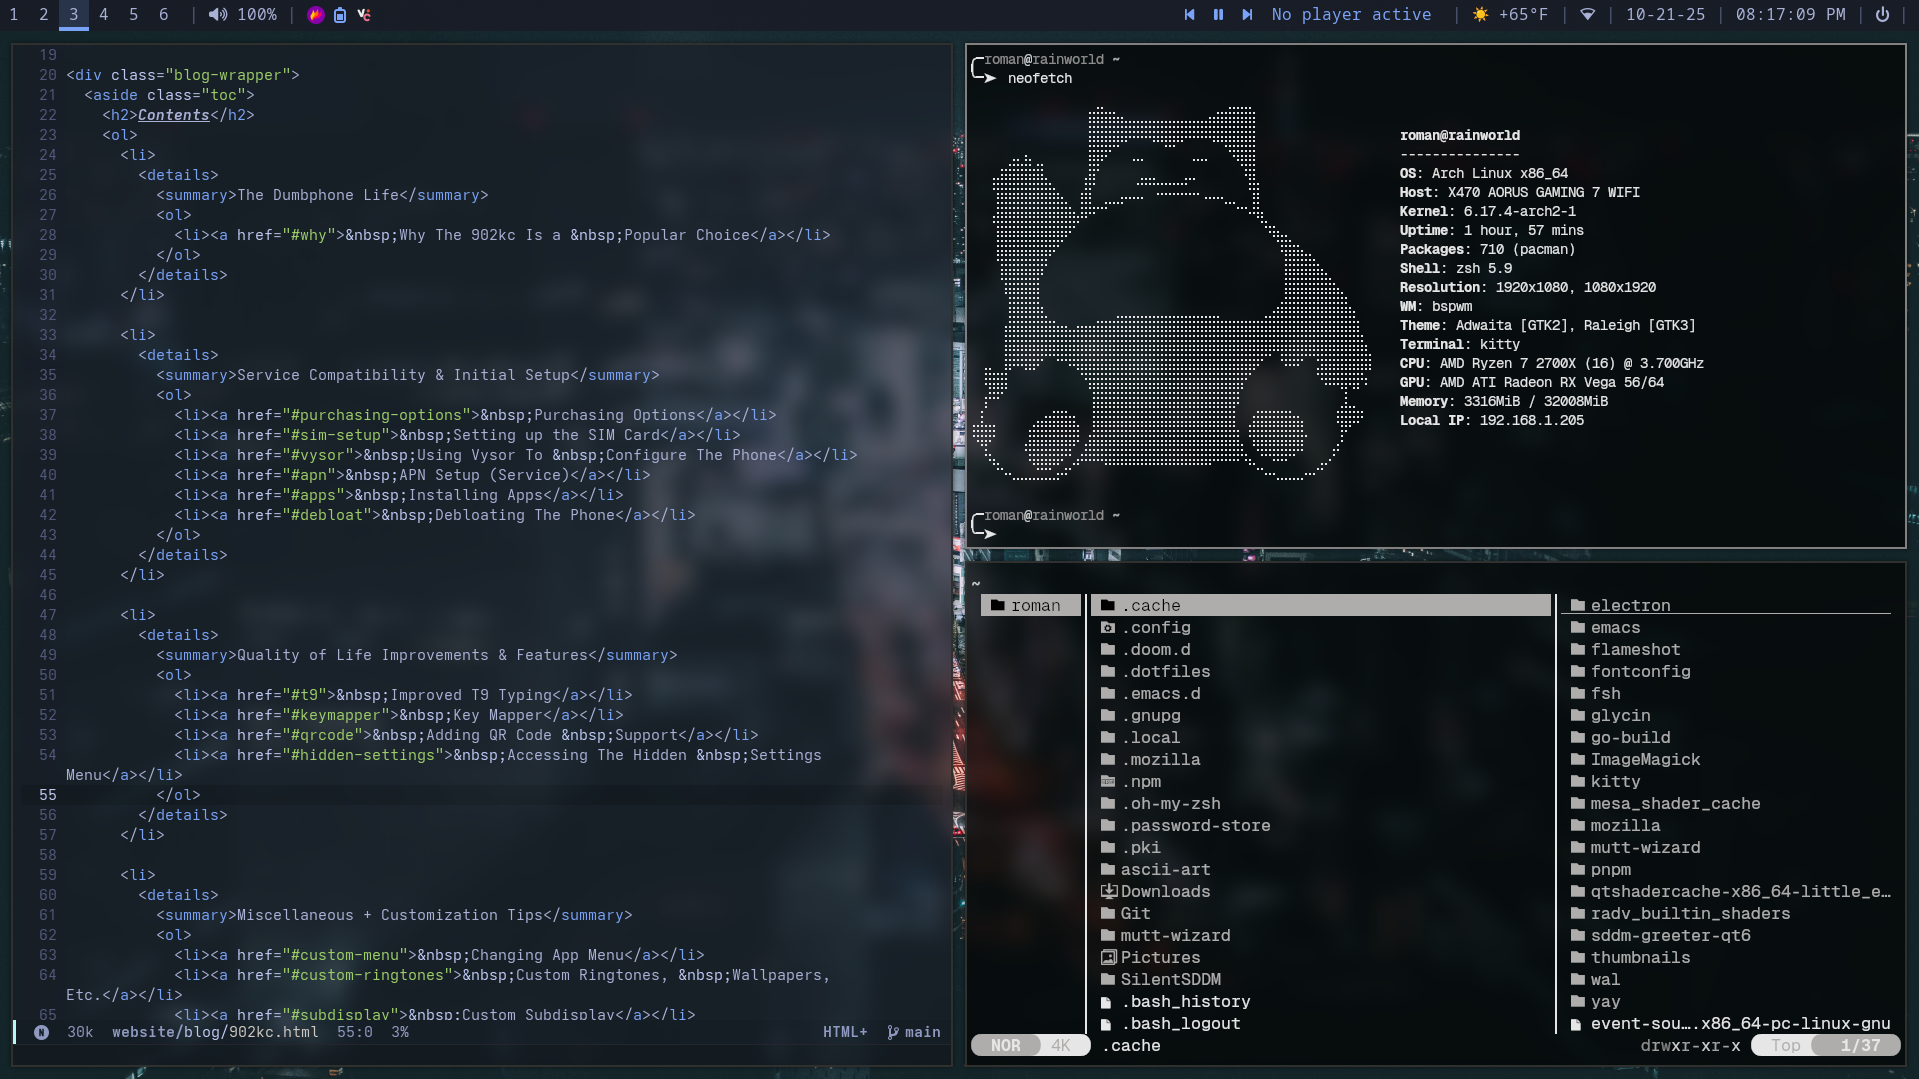 1 2 3 4 5 6 | 100% |
No player active | +65°F | | 10-21-25 | 08:17:09 PM |
19
20 <div class="blog-wrapper">
21 <aside class="toc">
22 <h2>Contents</h2>
23 <ol>
24 <li>
25 <details>
26 <summary>The Dumbphone Life</summary>
27 <ol>
28 <li><a href="#why">&nbsp;Why The 902kc Is a &nbsp;Popular Choice</a></li>
29 </ol>
30 </details>
31 </li>
32
33 <li>
34 <details>
35 <summary>Service Compatibility & Initial Setup</summary>
36 <ol>
37 <li><a href="#purchasing-options">&nbsp;Purchasing Options</a></li>
38 <li><a href="#sim-setup">&nbsp;Setting up the SIM Card</a></li>
39 <li><a href="#vysor">&nbsp;Using Vysor To &nbsp;Configure The Phone</a></li>
40 <li><a href="#apn">&nbsp;APN Setup (Service)</a></li>
41 <li><a href="#apps">&nbsp;Installing Apps</a></li>
42 <li><a href="#debloat">&nbsp;Debloating The Phone</a></li>
43 </ol>
44 </details>
45 </li>
46
47 <li>
48 <details>
49 <summary>Quality of Life Improvements & Features</summary>
50 <ol>
51 <li><a href="#t9">&nbsp;Improved T9 Typing</a></li>
52 <li><a href="#keymapper">&nbsp;Key Mapper</a></li>
53 <li><a href="#qrcode">&nbsp;Adding QR Code &nbsp;Support</a></li>
54 <li><a href="#hidden-settings">&nbsp;Accessing The Hidden &nbsp;Settings
Menu</a></li>
55 </ol>
56 </details>
57 </li>
58
59 <li>
60 <details>
61 <summary>Miscellaneous + Customization Tips</summary>
62 <ol>
63 <li><a href="#custom-menu">&nbsp;Changing App Menu</a></li>
64 <li><a href="#custom-ringtones">&nbsp;Custom Ringtones, &nbsp;Wallpapers,
Etc.</a></li>
65 <li><a href="#subdisplay">&nbsp;Custom Subdisplay</a></li>
N 30k website/blog/902kc.html 55:0 3% HTML+ main
roman@rainworld ~
neofetch
roman@rainworld
---------------
OS: Arch Linux x86_64
Host: X470 AORUS GAMING 7 WIFI
Kernel: 6.17.4-arch2-1
Uptime: 1 hour, 57 mins
Packages: 710 (pacman)
Shell: zsh 5.9
Resolution: 1920x1080, 1080x1920
WM: bspwm
Theme: Adwaita [GTK2], Raleigh [GTK3]
Terminal: kitty
CPU: AMD Ryzen 7 2700X (16) @ 3.700GHz
GPU: AMD ATI Radeon RX Vega 56/64
Memory: 3316MiB / 32008MiB
Local IP: 192.168.1.205
roman@rainworld ~
~
roman
.cache
.config
.doom.d
.dotfiles
.emacs.d
.gnupg
.local
.mozilla
.npm
.oh-my-zsh
.password-store
.pki
ascii-art
Downloads
Git
mutt-wizard
Pictures
SilentSDDM
.bash_history
.bash_logout
electron
emacs
flameshot
fontconfig
fsh
glycin
go-build
ImageMagick
kitty
mesa_shader_cache
mozilla
mutt-wizard
pnpm
qtshadercache-x86_64-little_e…
radv_builtin_shaders
sddm-greeter-qt6
thumbnails
wal
yay
event-sou….x86_64-pc-linux-gnu
NOR 4K .cache drwxr-xr-x Top 1/37